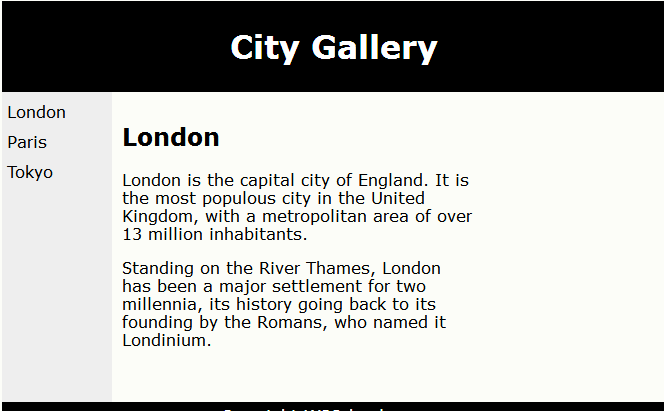 City Gallery
London
Paris
Tokyo
London
London is the capital city of England. It is
the most populous city in the United
Kingdom, with a metropolitan area of over
13 million inhabitants.
Standing on the River Thames, London
has been a major settlement for two
millennia, its history going back to its
founding by the Romans, who named it
Londinium.